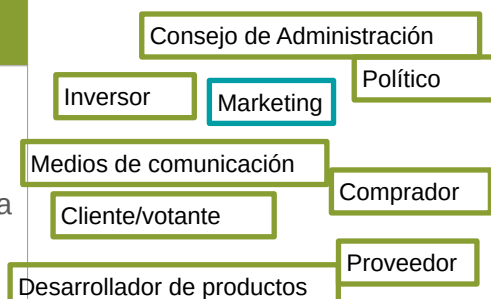 Consejo de Administración
Político
Inversor
Marketing
Medios de comunicación
Comprador
a
Cliente/votante
Proveedor
Desarrollador de productos